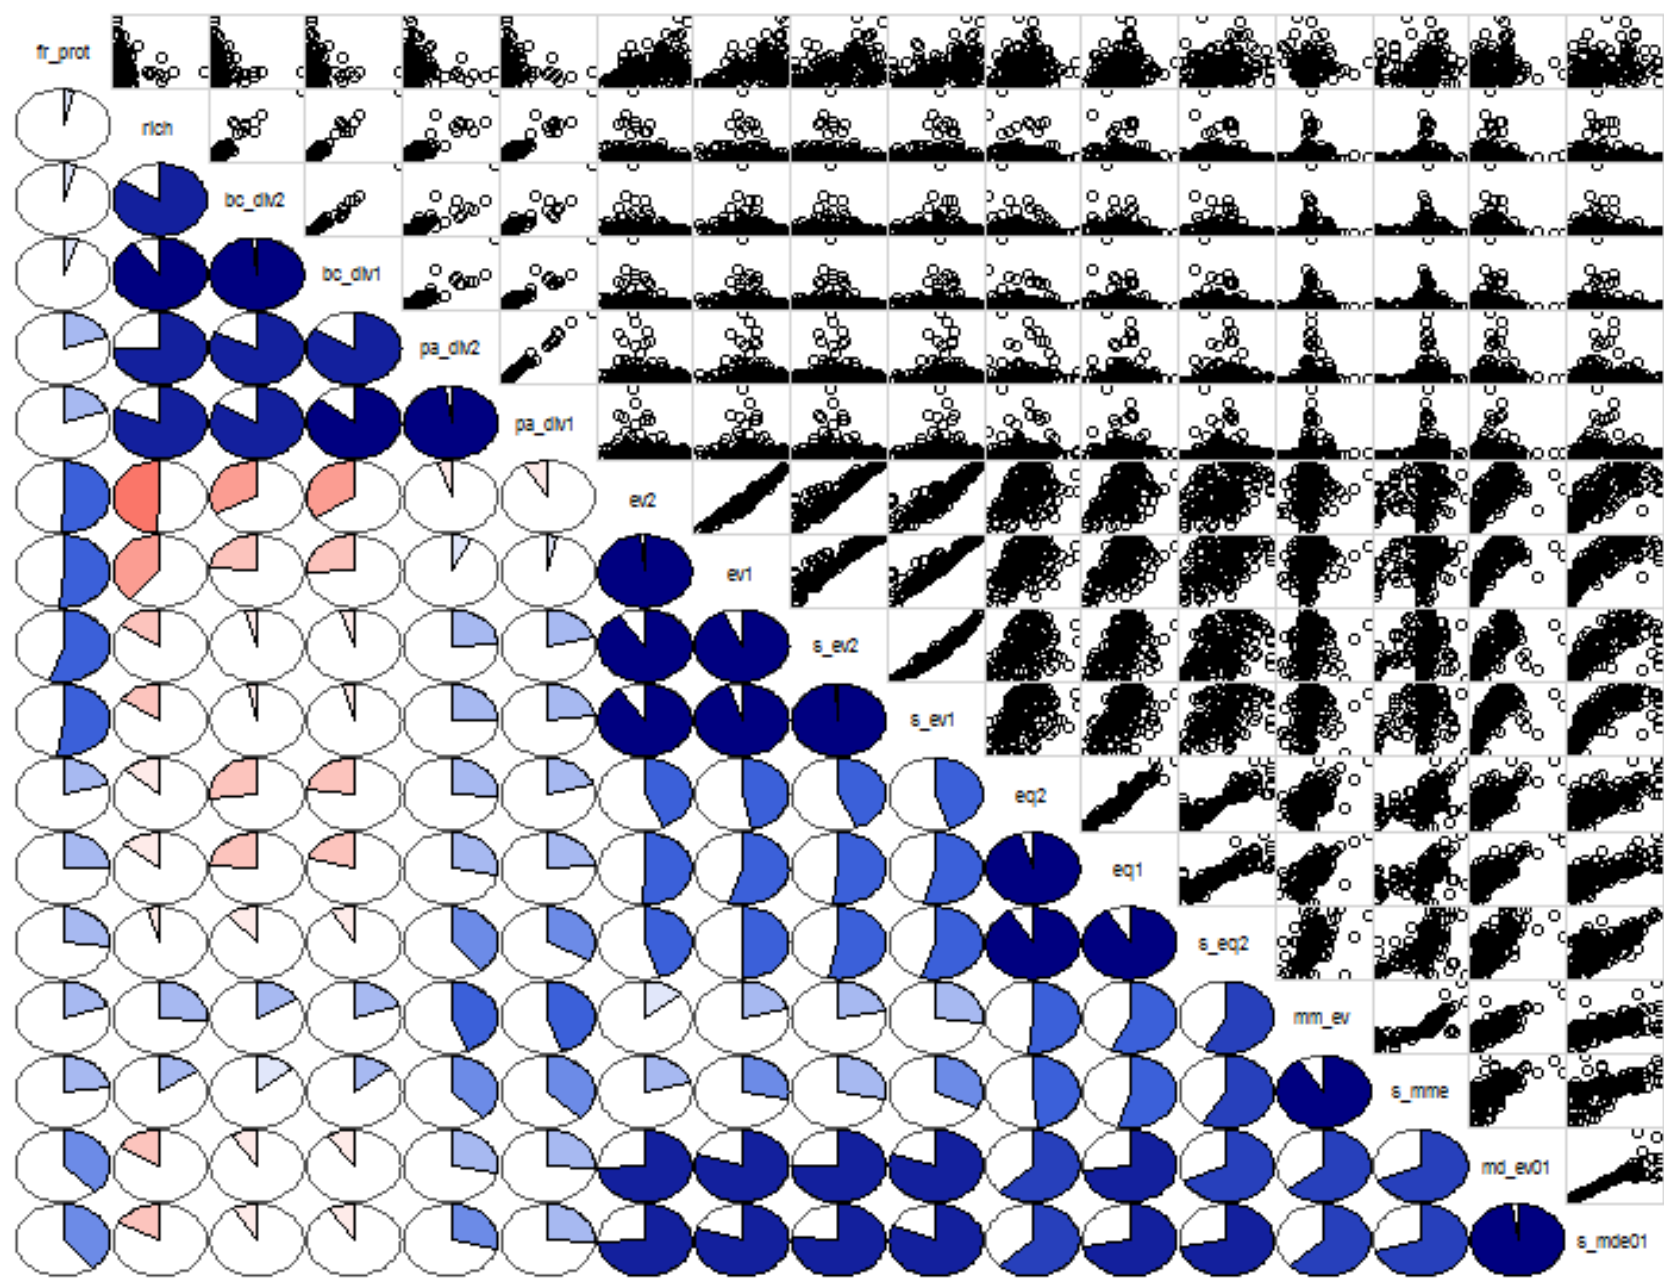 fr_prot
rich
bc_div2
bc_div1
pa_div2
pa_div1
ev2
ev1
s_ev2
s_ev1
eq2
eq1
s_eq2
mm_ev
s_mme
md_ev01
s_mde01